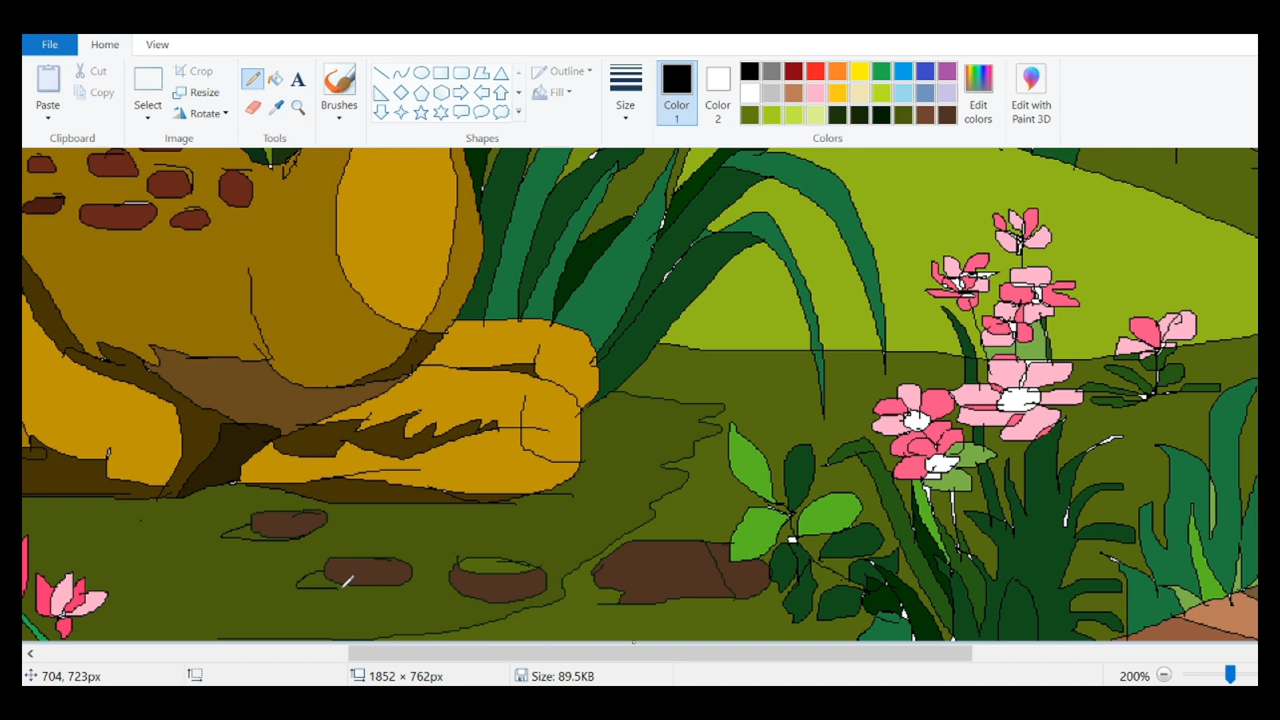 File Home View
Paste
Cut
Copy
Clipboard
Select
Crop
Resize
Rotate
Image
A
Tools
Brushes
Outline
Fill
Shapes
Size
Color 1
Color 2
Edit colors
Edit with Paint 3D
Colors
704, 723px 1852 × 762px Size: 89.5KB 200%